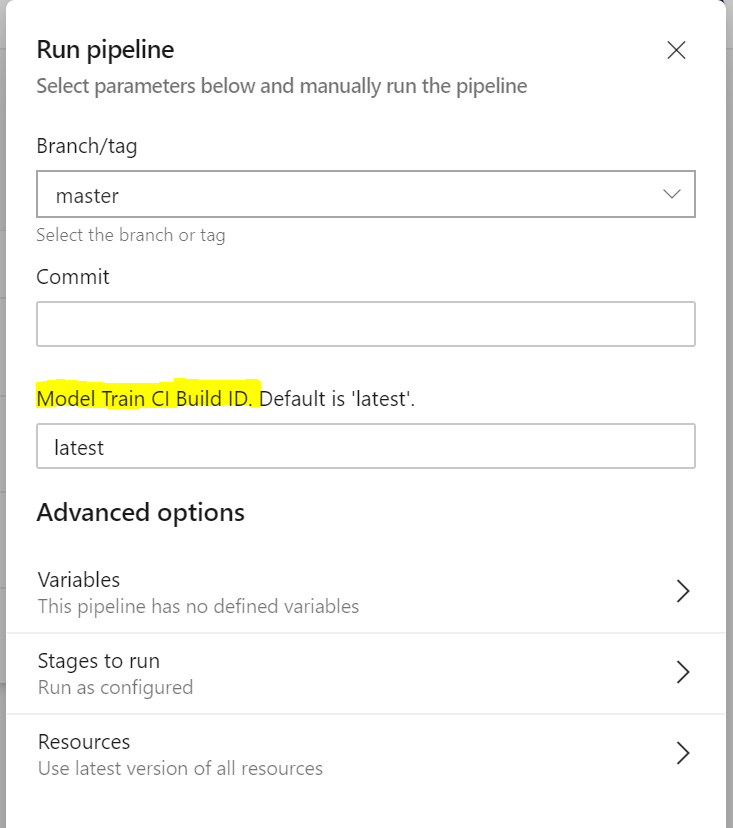 Run pipeline
Select parameters below and manually run the pipeline
Branch/tag
master
Select the branch or tag
Commit
Model Train CI Build ID. Default is 'latest'.
latest
Advanced options
Variables
This pipeline has no defined variables
Stages to run
Run as configured
Resources
Use latest version of all resources